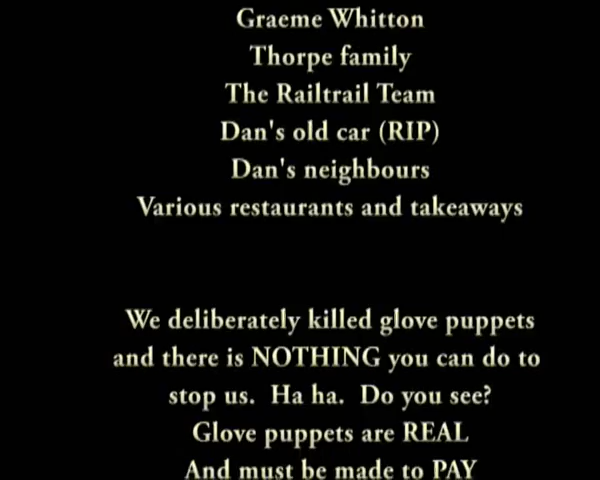 Graeme Whitton
Thorpe family
The Railtrail Team
Dan's old car (RIP)
Dan's neighbours
Various restaurants and takeaways
We deliberately killed glove puppets
and there is NOTHING you can do to
stop us.  Ha ha.  Do you see?
Glove puppets are REAL
And must be made to PAY